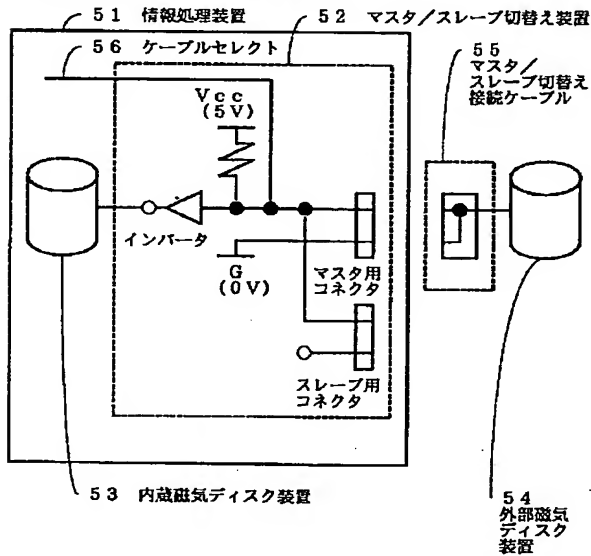 51 情報処理装置
52 マスタ/スレーブ切替え装置
56 ケーブルセレクト
55
マスタ/
スレーブ切替え
接続ケーブル
Vcc
(5V)
インバータ
G
(0V)
マスタ用
コネクタ
スレーブ用
コネクタ
53 内蔵磁気ディスク装置
54
外部磁気
ディスク
装置